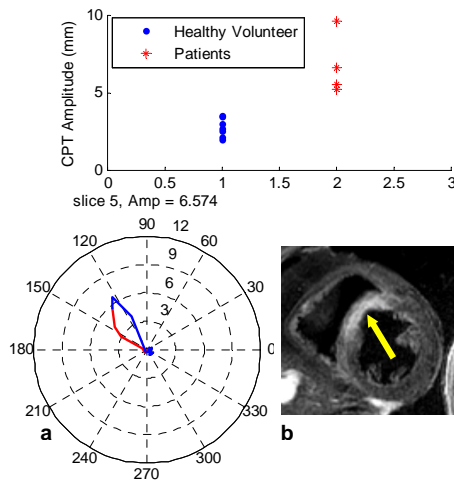 10
Healthy Volunteer
Patients
5
0
CPT Amplitude (mm)
0 0.5 1 1.5 2 2.5 3
slice 5, Amp = 6.574
90 12
120 60
9
150 6 30
3
180 0
210 330
240 300
270
a b